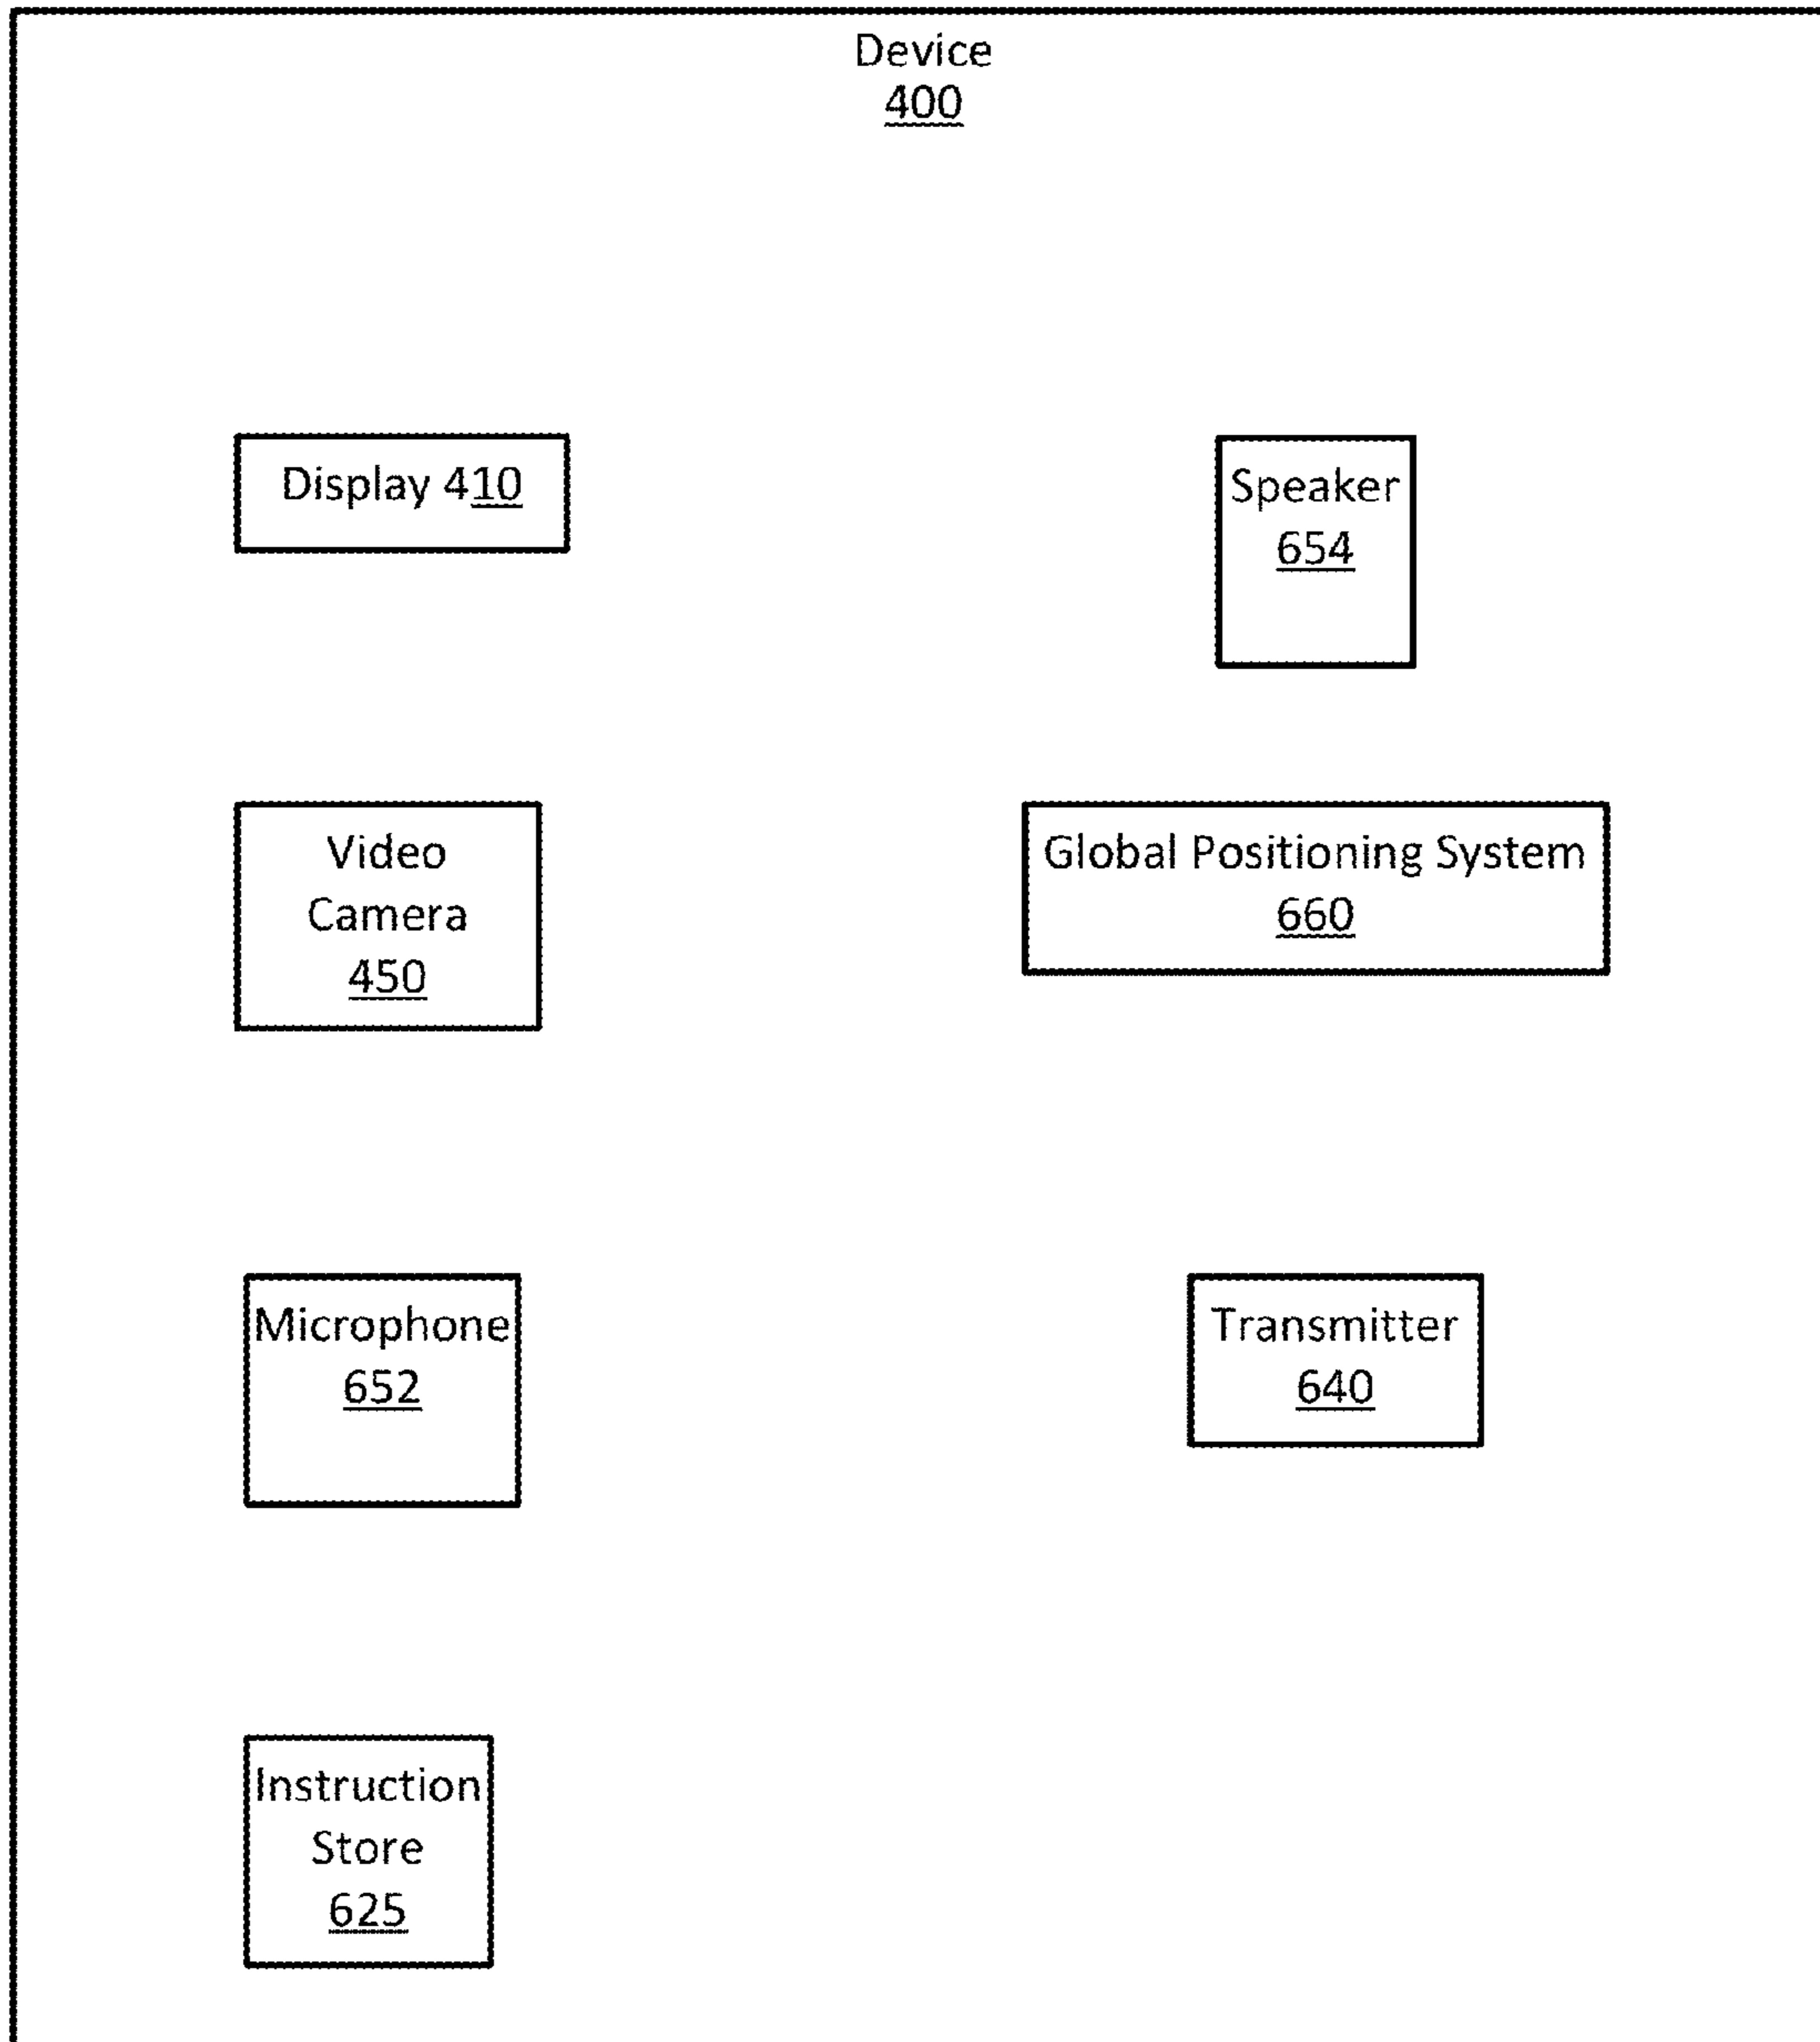 Device
400
Display 410
Speaker
654
Video
Camera
450
Global Positioning System
660
Microphone
652
Transmitter
640
Instruction
Store
625